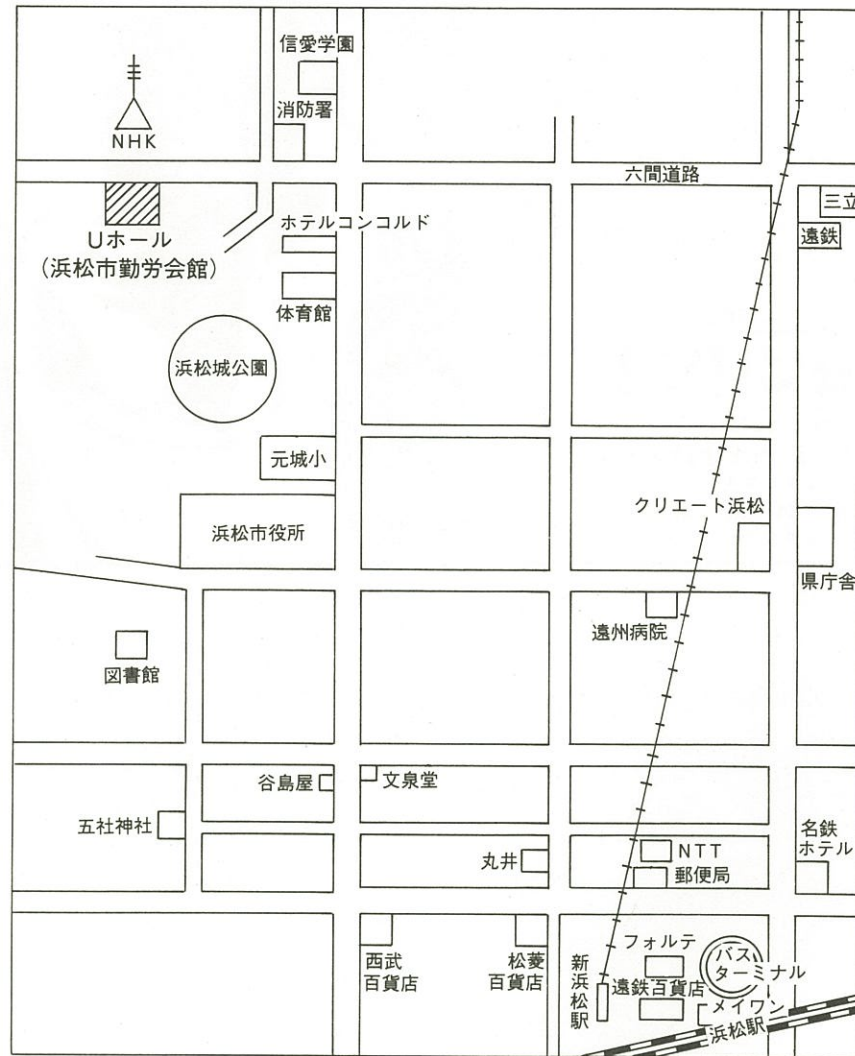 信愛学園
消防署
NHK
六間道路
三立
Uホール
(浜松市勤労会館)
ホテルコンコルド
遠鉄
体育館
浜松城公園
元城小
クリエート浜松
浜松市役所
県庁舎
遠州病院
図書館
谷島屋
文泉堂
五社神社
丸井
NTT
郵便局
名鉄
ホテル
西武
百貨店
松菱
百貨店
新浜松駅
フォルテ
遠鉄百貨店
バス
ターミナル
メイワン
浜松駅